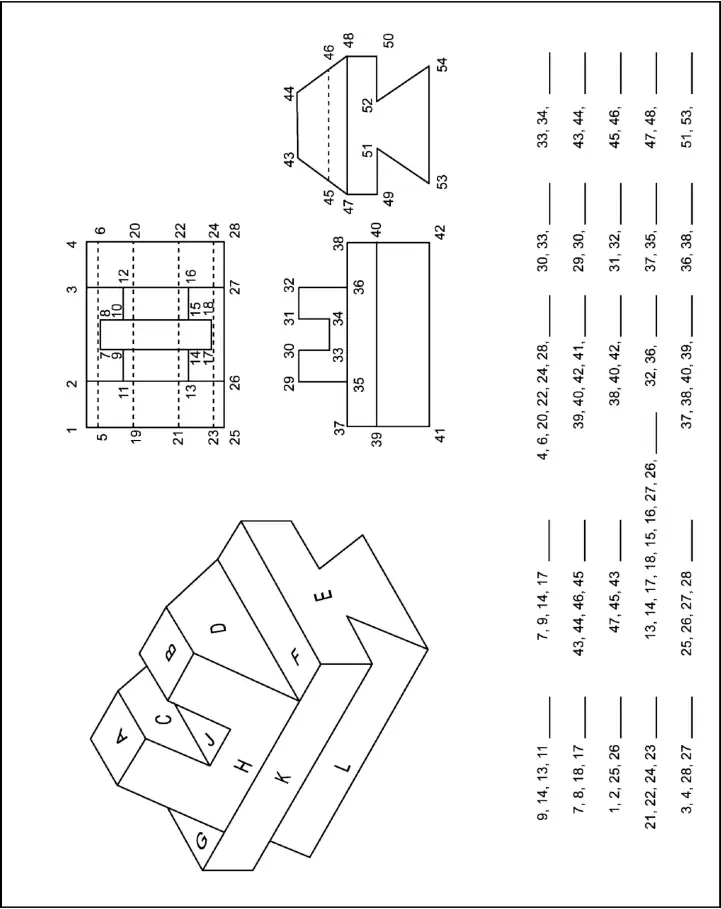 1 2 3 4
5 7 8 6
9 10
11 12
19 20
21 22
13 14 15 16
23 17 18 24
25 26 27 28
A
B
C
D
J
E
F
G
H
K
L
29 30 31 32
37 33 34 38
35 36
39 40
41 42
43 44
45 46
47 48
51 52
49 50
53 54
9, 14, 13, 11 ____ 7, 9, 14, 17 ____ 4, 6, 20, 22, 24, 28, ____ 30, 33, ____ 33, 34, ____
7, 8, 18, 17 ____ 43, 44, 46, 45 ____ 39, 40, 42, 41, ____ 29, 30, ____ 43, 44, ____
1, 2, 25, 26 ____ 47, 45, 43 ____ 38, 40, 42, ____ 31, 32, ____ 45, 46, ____
21, 22, 24, 23 ____ 13, 14, 17, 18, 15, 16, 27, 26, ____ 32, 36, ____ 37, 35, ____ 47, 48, ____
3, 4, 28, 27 ____ 25, 26, 27, 28 ____ 37, 38, 40, 39, ____ 36, 38, ____ 51, 53, ____